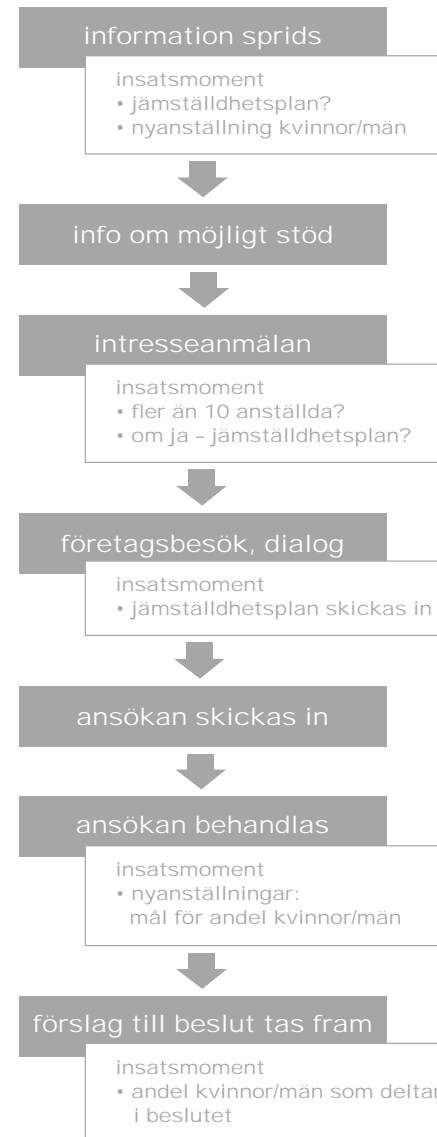 information sprids
insatsmoment
• jämställdhetsplan?
• nyanställning kvinnor/män
info om möjligt stöd
intresseanmälan
insatsmoment
• fler än 10 anställda?
• om ja – jämställdhetsplan?
företagsbesök, dialog
insatsmoment
• jämställdhetsplan skickas in
ansökan skickas in
ansökan behandlas
insatsmoment
• nyanställningar:
mål för andel kvinnor/män
förslag till beslut tas fram
insatsmoment
• andel kvinnor/män som deltar
i beslutet